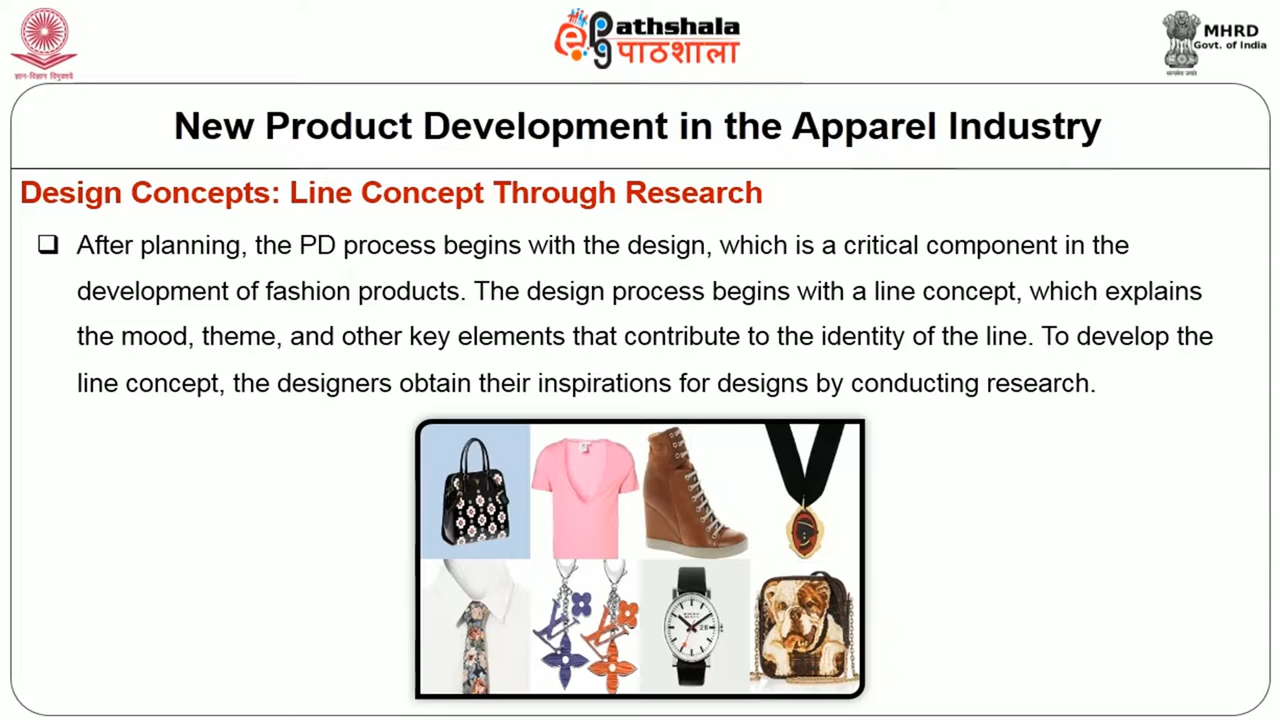 ज्ञान-विज्ञान विमुक्तये
ePathshala
पाठशाला
MHRD
Govt. of India
सत्यमेव जयते
New Product Development in the Apparel Industry
Design Concepts: Line Concept Through Research
After planning, the PD process begins with the design, which is a critical component in the
development of fashion products. The design process begins with a line concept, which explains
the mood, theme, and other key elements that contribute to the identity of the line. To develop the
line concept, the designers obtain their inspirations for designs by conducting research.